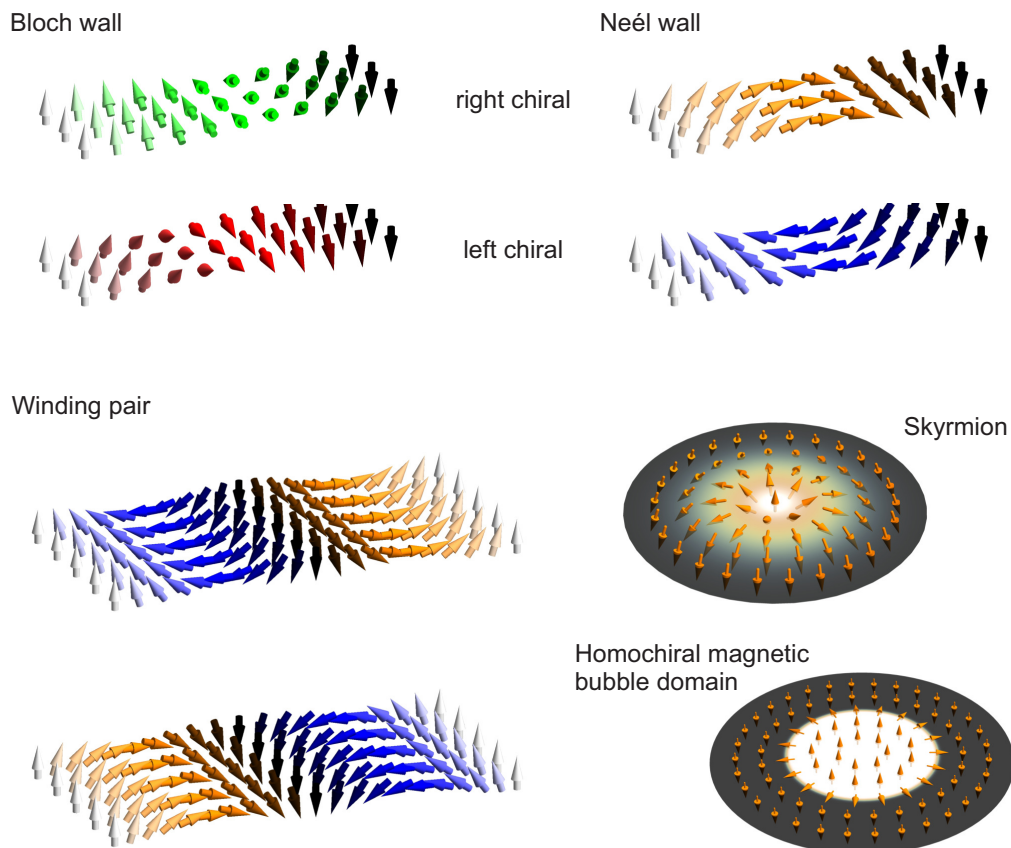 Bloch wall
Neél wall
right chiral
left chiral
Winding pair
Skyrmion
Homochiral magnetic
bubble domain